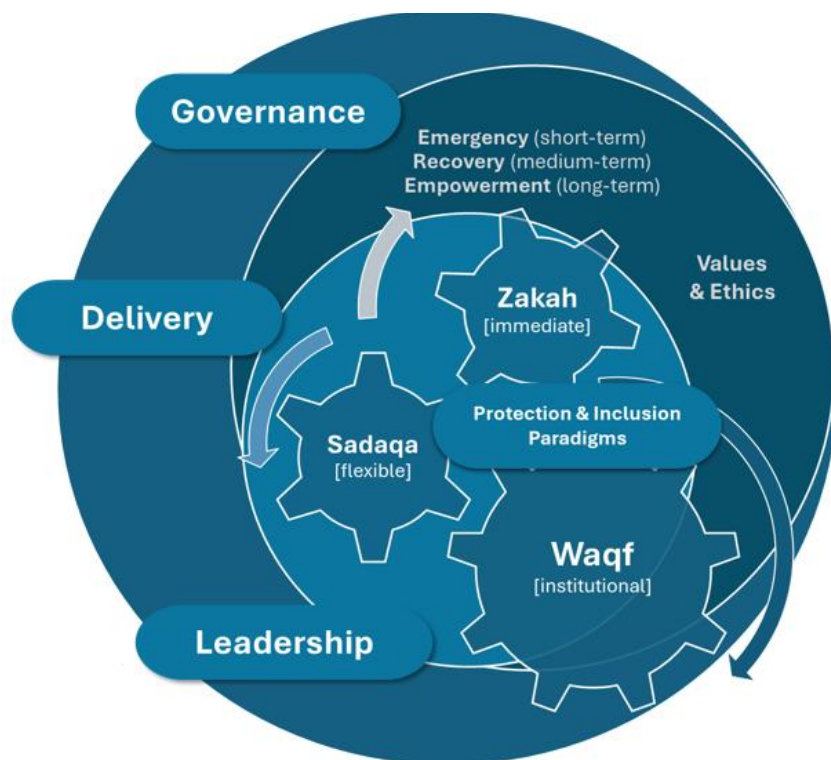 Governance
Emergency (short-term)
Recovery (medium-term)
Empowerment (long-term)
Values
& Ethics
Zakah
[immediate]
Delivery
Protection & Inclusion
Paradigms
Sadaqa
[flexible]
Waqf
[institutional]
Leadership